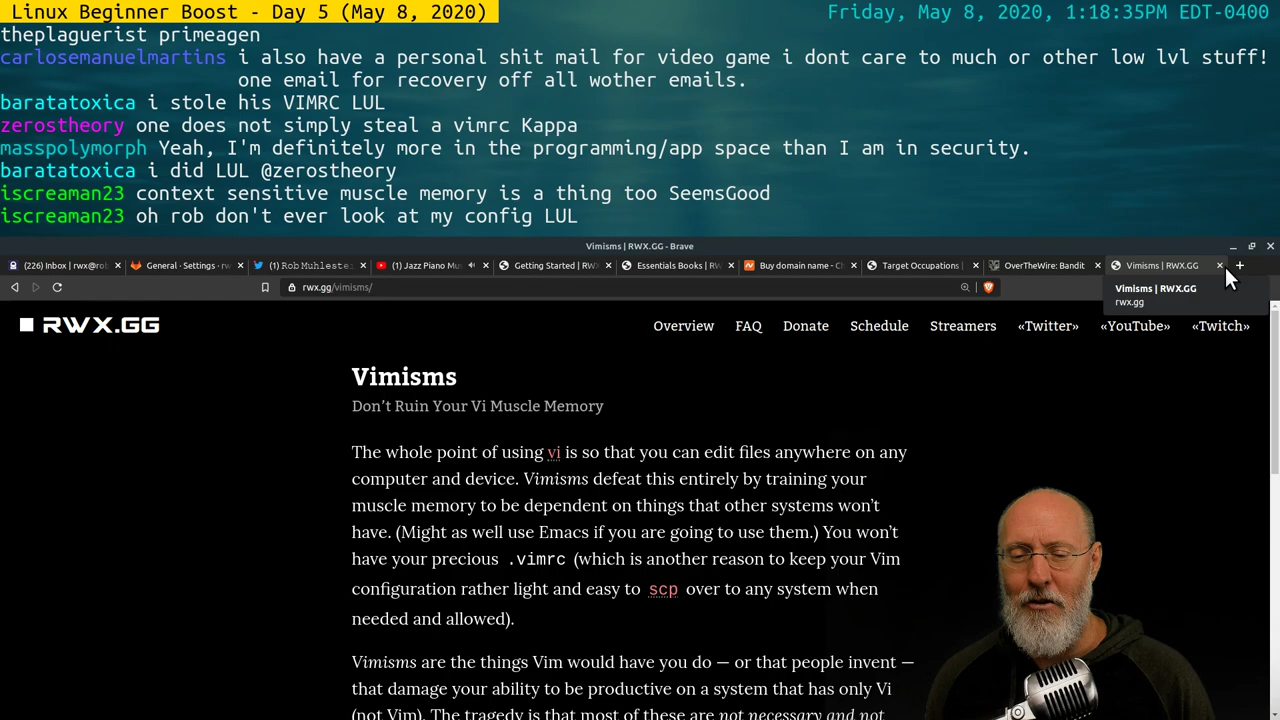 Linux Beginner Boost - Day 5 (May 8, 2020)
Friday, May 8, 2020, 1:18:35PM EDT-0400
theplaguerist primeagen
carlosemanuelmartins i also have a personal shit mail for video game i dont care to much or other low lvl stuff!
one email for recovery off all wother emails.
baratatoxica i stole his VIMRC LUL
zerostheory one does not simply steal a vimrc Kappa
masspolymorph Yeah, I'm definitely more in the programming/app space than I am in security.
baratatoxica i did LUL @zerostheory
iscreaman23 context sensitive muscle memory is a thing too SeemsGood
iscreaman23 oh rob don't ever look at my config LUL
Vimisms | RWX.GG - Brave
(226) Inbox | rwx@rob
General · Settings · rw
(1) Rob Muhleste
(1) Jazz Piano Mu
Getting Started | RWX.
Essentials Books | RW
Buy domain name - Ch
Target Occupations |
OverTheWire: Bandit
Vimisms | RWX.GG
rwx.gg/vimisms/
Vimisms | RWX.GG
rwx.gg
RWX.GG
Overview FAQ Donate Schedule Streamers «Twitter» «YouTube» «Twitch»
Vimisms
Don’t Ruin Your Vi Muscle Memory
The whole point of using vi is so that you can edit files anywhere on any
computer and device. Vimisms defeat this entirely by training your
muscle memory to be dependent on things that other systems won’t
have. (Might as well use Emacs if you are going to use them.) You won’t
have your precious .vimrc (which is another reason to keep your Vim
configuration rather light and easy to scp over to any system when
needed and allowed).
Vimisms are the things Vim would have you do — or that people invent —
that damage your ability to be productive on a system that has only Vi
(not Vim). The tragedy is that most of these are not necessary and not